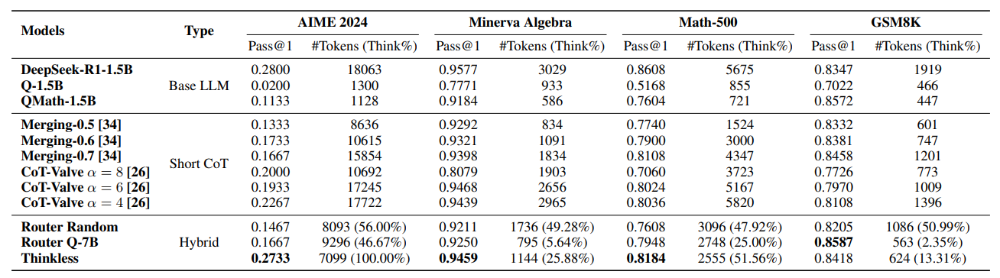 Models Type AIME 2024 Minerva Algebra Math-500 GSM8K
Pass@1 #Tokens (Think%) Pass@1 #Tokens (Think%) Pass@1 #Tokens (Think%) Pass@1 #Tokens (Think%)
DeepSeek-R1-1.5B 0.2800 18063 0.9577 3029 0.8608 5675 0.8347 1919
Q-1.5B Base LLM 0.0200 1300 0.7771 933 0.5168 855 0.7022 466
QMath-1.5B 0.1133 1128 0.9184 586 0.7604 721 0.8572 447
Merging-0.5 [34] 0.1333 8636 0.9292 834 0.7740 1524 0.8332 601
Merging-0.6 [34] 0.1733 10615 0.9321 1091 0.7900 3000 0.8381 747
Merging-0.7 [34] Short CoT 0.1667 15854 0.9398 1834 0.8108 4347 0.8458 1201
CoT-Valve α = 8 [26] 0.2000 10692 0.8079 1903 0.7060 3723 0.7726 773
CoT-Valve α = 6 [26] 0.1933 17245 0.9468 2656 0.8024 5167 0.7970 1009
CoT-Valve α = 4 [26] 0.2267 17722 0.9439 2965 0.8036 5820 0.8108 1396
Router Random 0.1467 8093 (56.00%) 0.9211 1736 (49.28%) 0.7608 3096 (47.92%) 0.8205 1086 (50.99%)
Router Q-7B Hybrid 0.1667 9296 (46.67%) 0.9250 795 (5.64%) 0.7948 2748 (25.00%) 0.8587 563 (2.35%)
Thinkless 0.2733 7099 (100.00%) 0.9459 1144 (25.88%) 0.8184 2555 (51.56%) 0.8418 624 (13.31%)